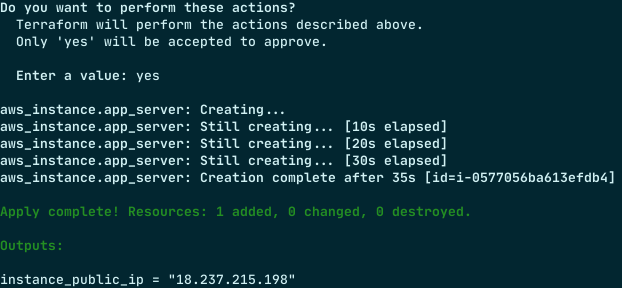 Do you want to perform these actions?
  Terraform will perform the actions described above.
  Only 'yes' will be accepted to approve.

  Enter a value: yes

aws_instance.app_server: Creating...
aws_instance.app_server: Still creating... [10s elapsed]
aws_instance.app_server: Still creating... [20s elapsed]
aws_instance.app_server: Still creating... [30s elapsed]
aws_instance.app_server: Creation complete after 35s [id=i-0577056ba613efdb4]

Apply complete! Resources: 1 added, 0 changed, 0 destroyed.

Outputs:

instance_public_ip = "18.237.215.198"